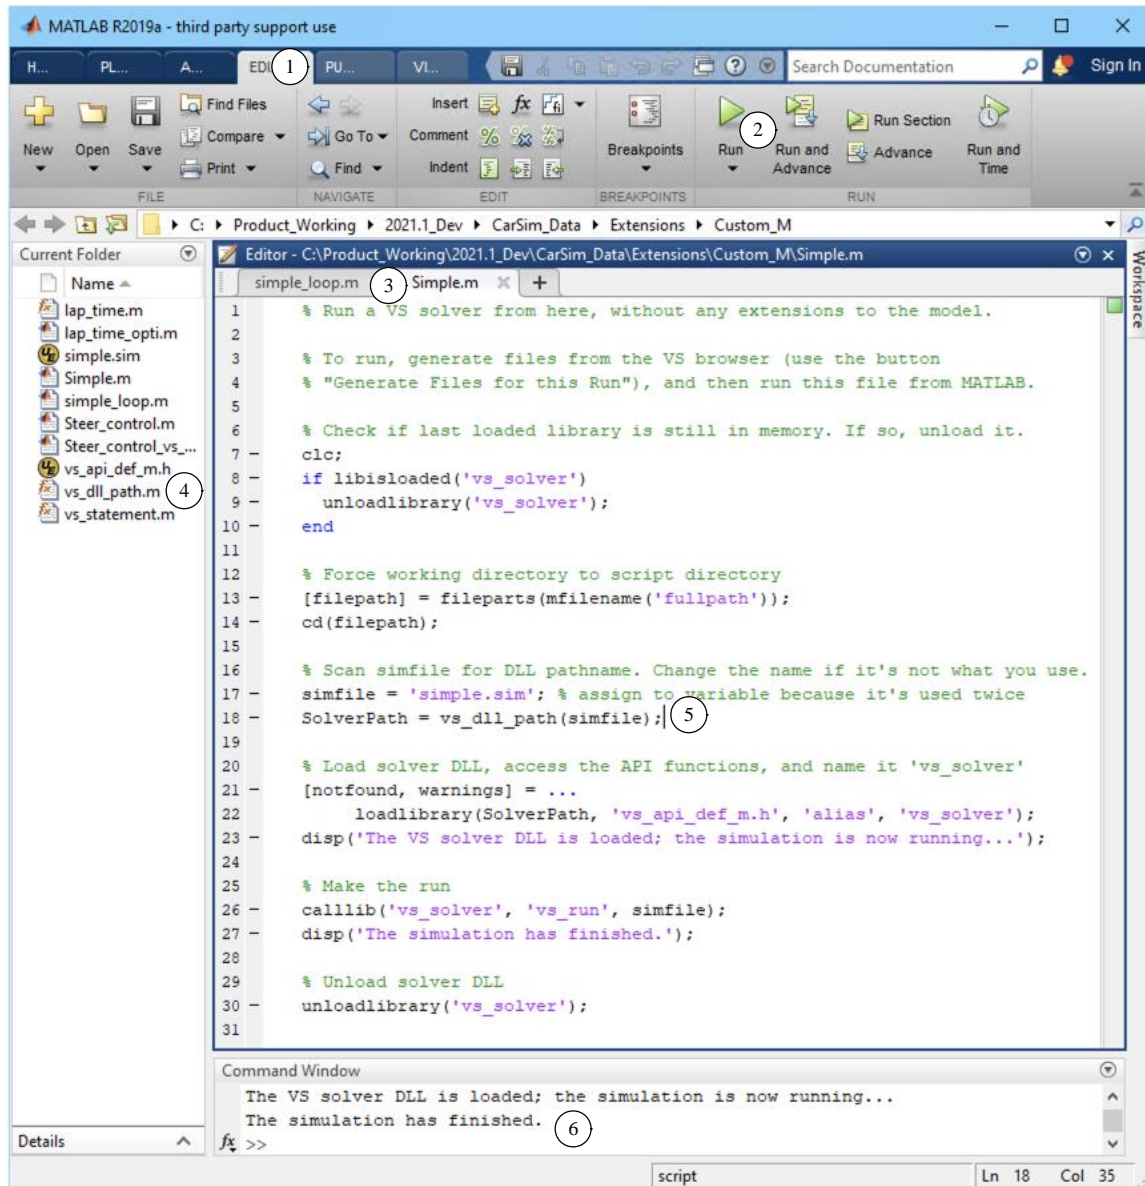 MATLAB R2019a - third party support use
H... PL... A... EDI 1 PU... VI... Search Documentation Sign In
New Open Save Find Files Compare Print
FILE
Go To Find
NAVIGATE
Insert fx
Comment
Indent
EDIT
Breakpoints
BREAKPOINTS
Run 2 Run and Advance Run Section Advance Run and Time
RUN
C: Product_Working 2021.1_Dev CarSim_Data Extensions Custom_M
Current Folder
Name
lap_time.m
lap_time_opti.m
simple.sim
Simple.m
simple_loop.m
Steer_control.m
Steer_control_vs_...
vs_api_def_m.h
vs_dll_path.m 4
vs_statement.m
Details
Editor - C:\Product_Working\2021.1_Dev\CarSim_Data\Extensions\Custom_M\Simple.m
simple_loop.m 3 Simple.m +
1 % Run a VS solver from here, without any extensions to the model.
2
3 % To run, generate files from the VS browser (use the button
4 % "Generate Files for this Run"), and then run this file from MATLAB.
5
6 % Check if last loaded library is still in memory. If so, unload it.
7 – clc;
8 – if libisloaded('vs_solver')
9 – unloadlibrary('vs_solver');
10 – end
11
12 % Force working directory to script directory
13 – [filepath] = fileparts(mfilename('fullpath'));
14 – cd(filepath);
15
16 % Scan simfile for DLL pathname. Change the name if it's not what you use.
17 – simfile = 'simple.sim'; % assign to variable because it's used twice
18 – SolverPath = vs_dll_path(simfile); 5
19
20 % Load solver DLL, access the API functions, and name it 'vs_solver'
21 – [notfound, warnings] = ...
22 loadlibrary(SolverPath, 'vs_api_def_m.h', 'alias', 'vs_solver');
23 – disp('The VS solver DLL is loaded; the simulation is now running...');
24
25 % Make the run
26 – calllib('vs_solver', 'vs_run', simfile);
27 – disp('The simulation has finished.');
28
29 % Unload solver DLL
30 – unloadlibrary('vs_solver');
31
Workspace
Command Window
The VS solver DLL is loaded; the simulation is now running...
The simulation has finished. 6
fx >>
script Ln 18 Col 35